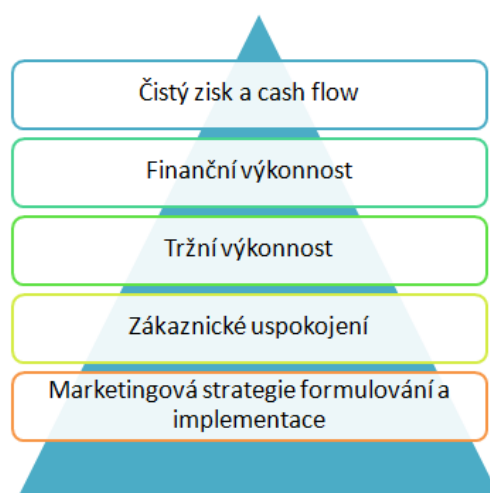 Čistý zisk a cash flow
Finanční výkonnost
Tržní výkonnost
Zákaznické uspokojení
Marketingová strategie formulování a
implementace